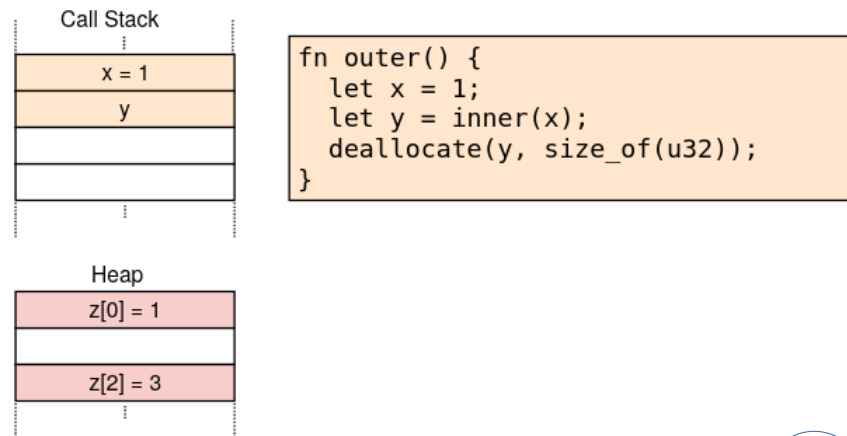 Call Stack
x = 1
y
fn outer() {
  let x = 1;
  let y = inner(x);
  deallocate(y, size_of(u32));
}
Heap
z[0] = 1
z[2] = 3